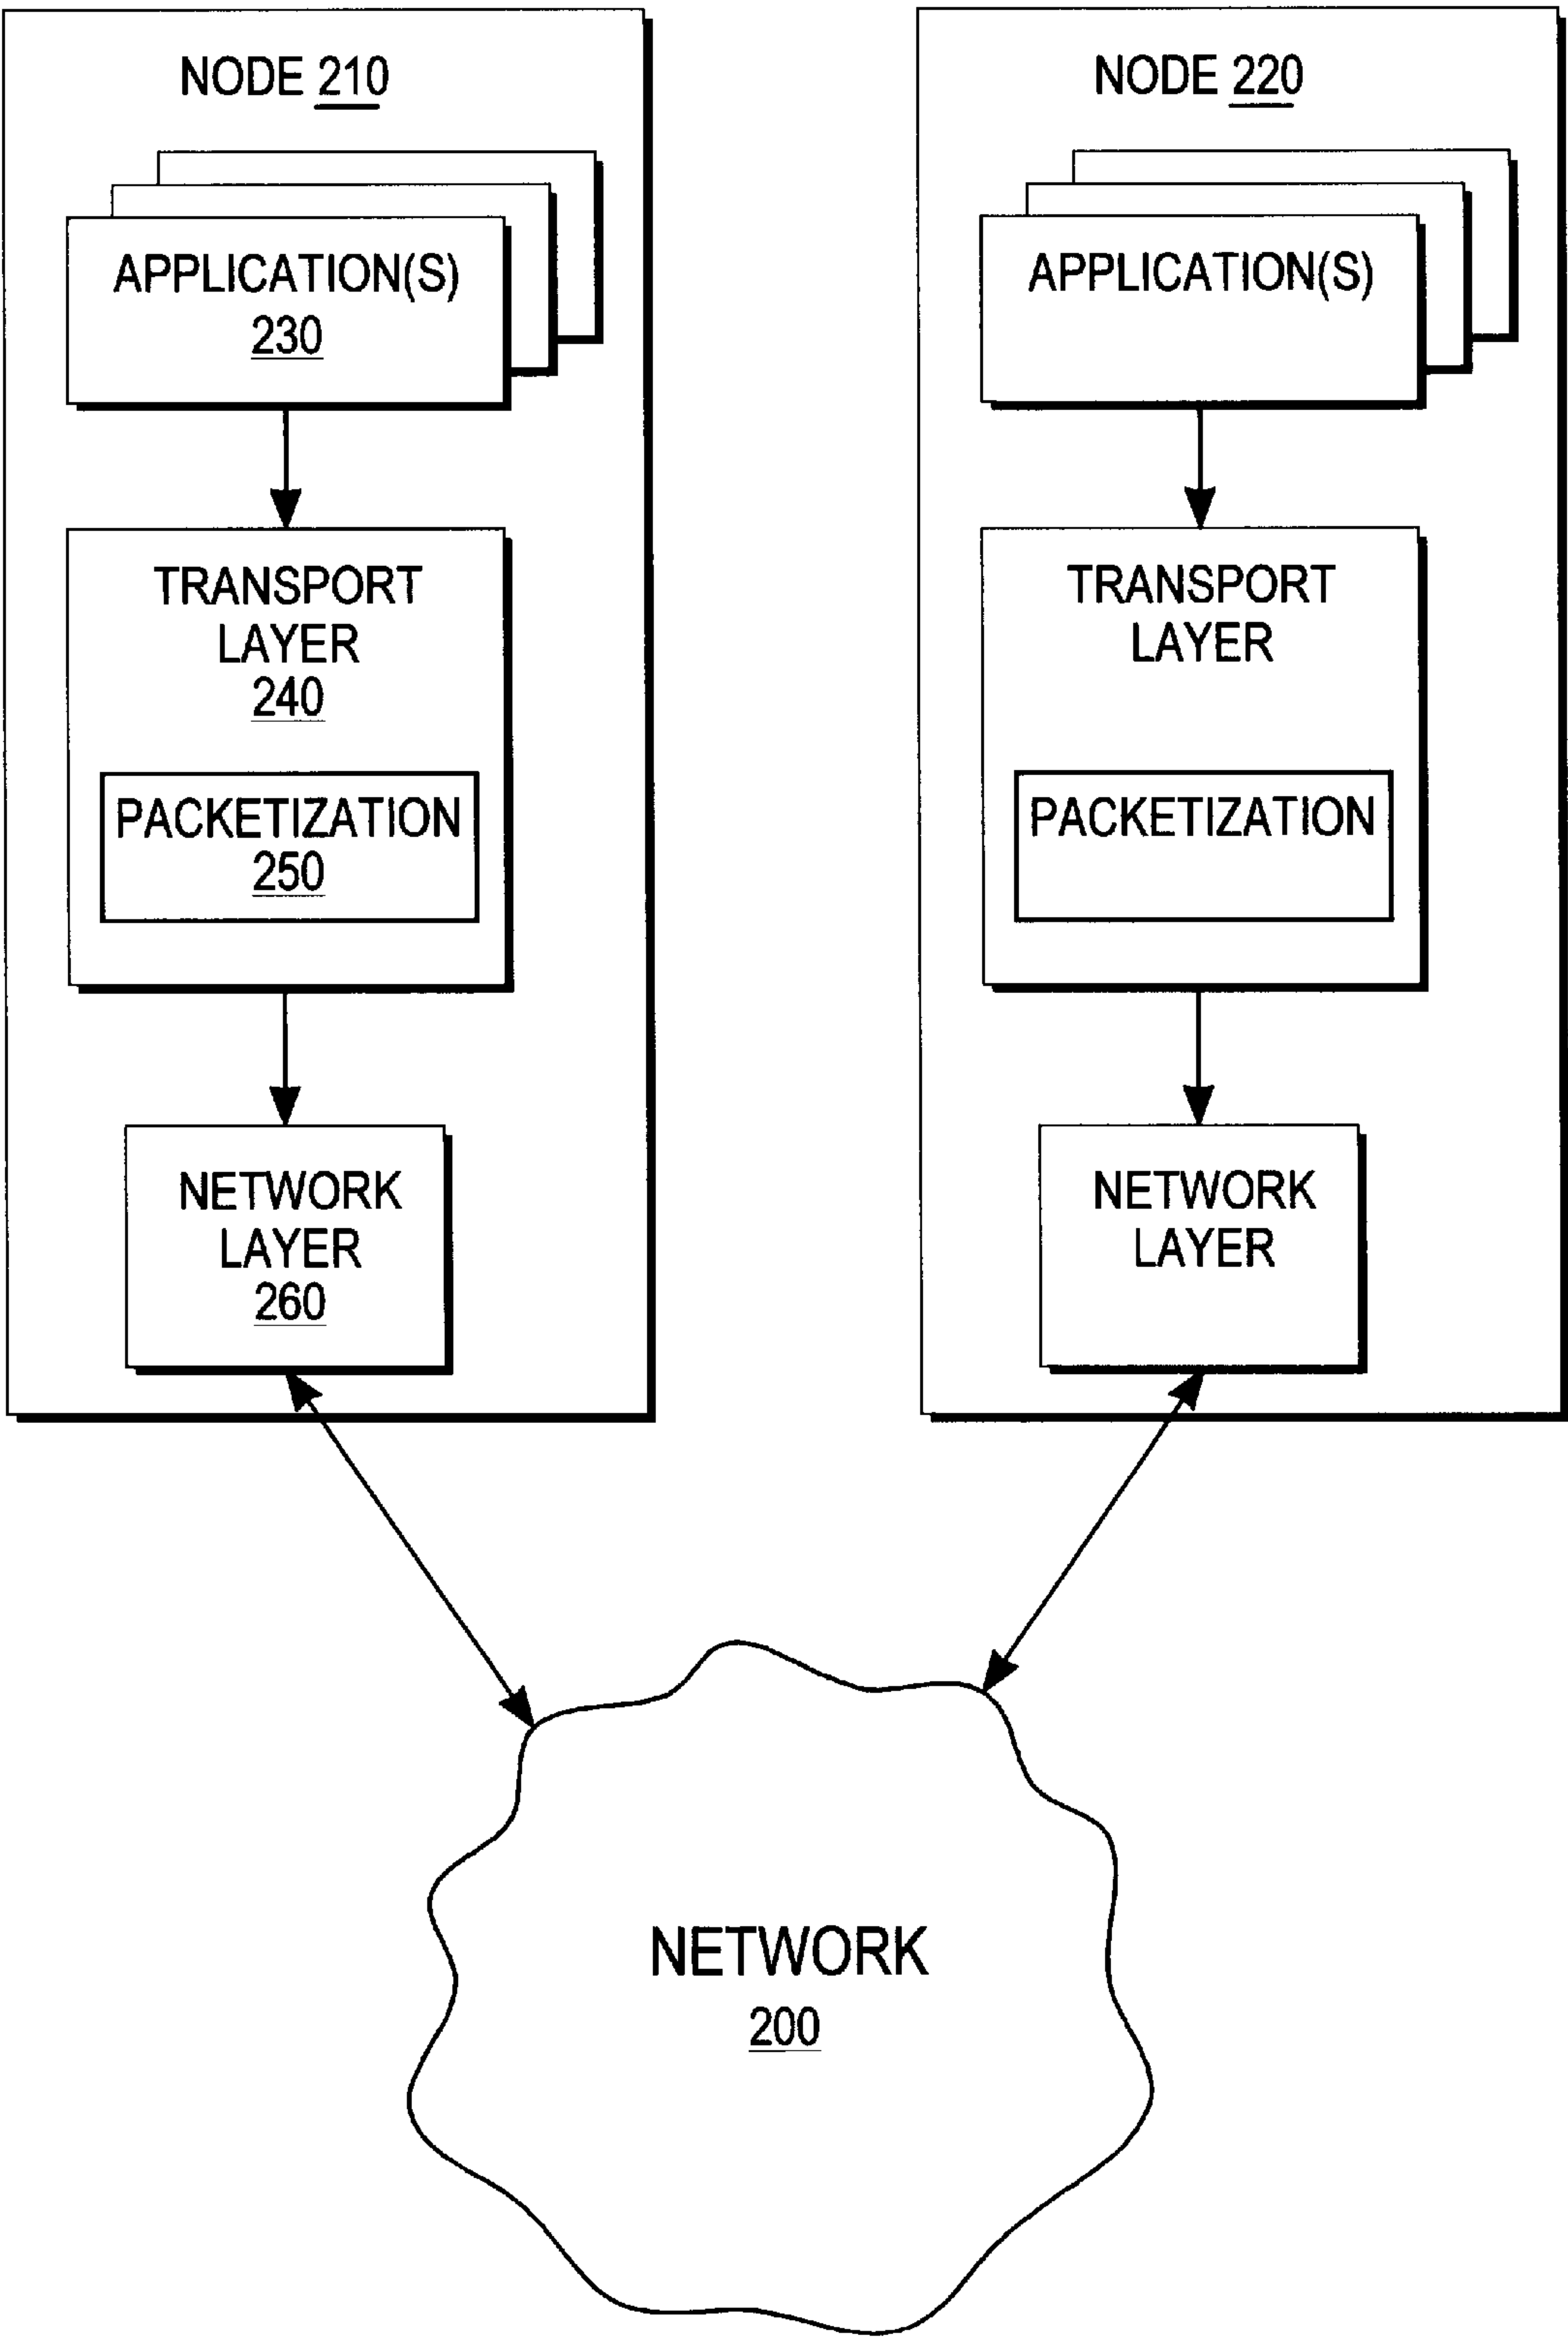 NODE 210
APPLICATION(S)
230
TRANSPORT
LAYER
240
PACKETIZATION
250
NETWORK
LAYER
260
NODE 220
APPLICATION(S)
TRANSPORT
LAYER
PACKETIZATION
NETWORK
LAYER
NETWORK
200